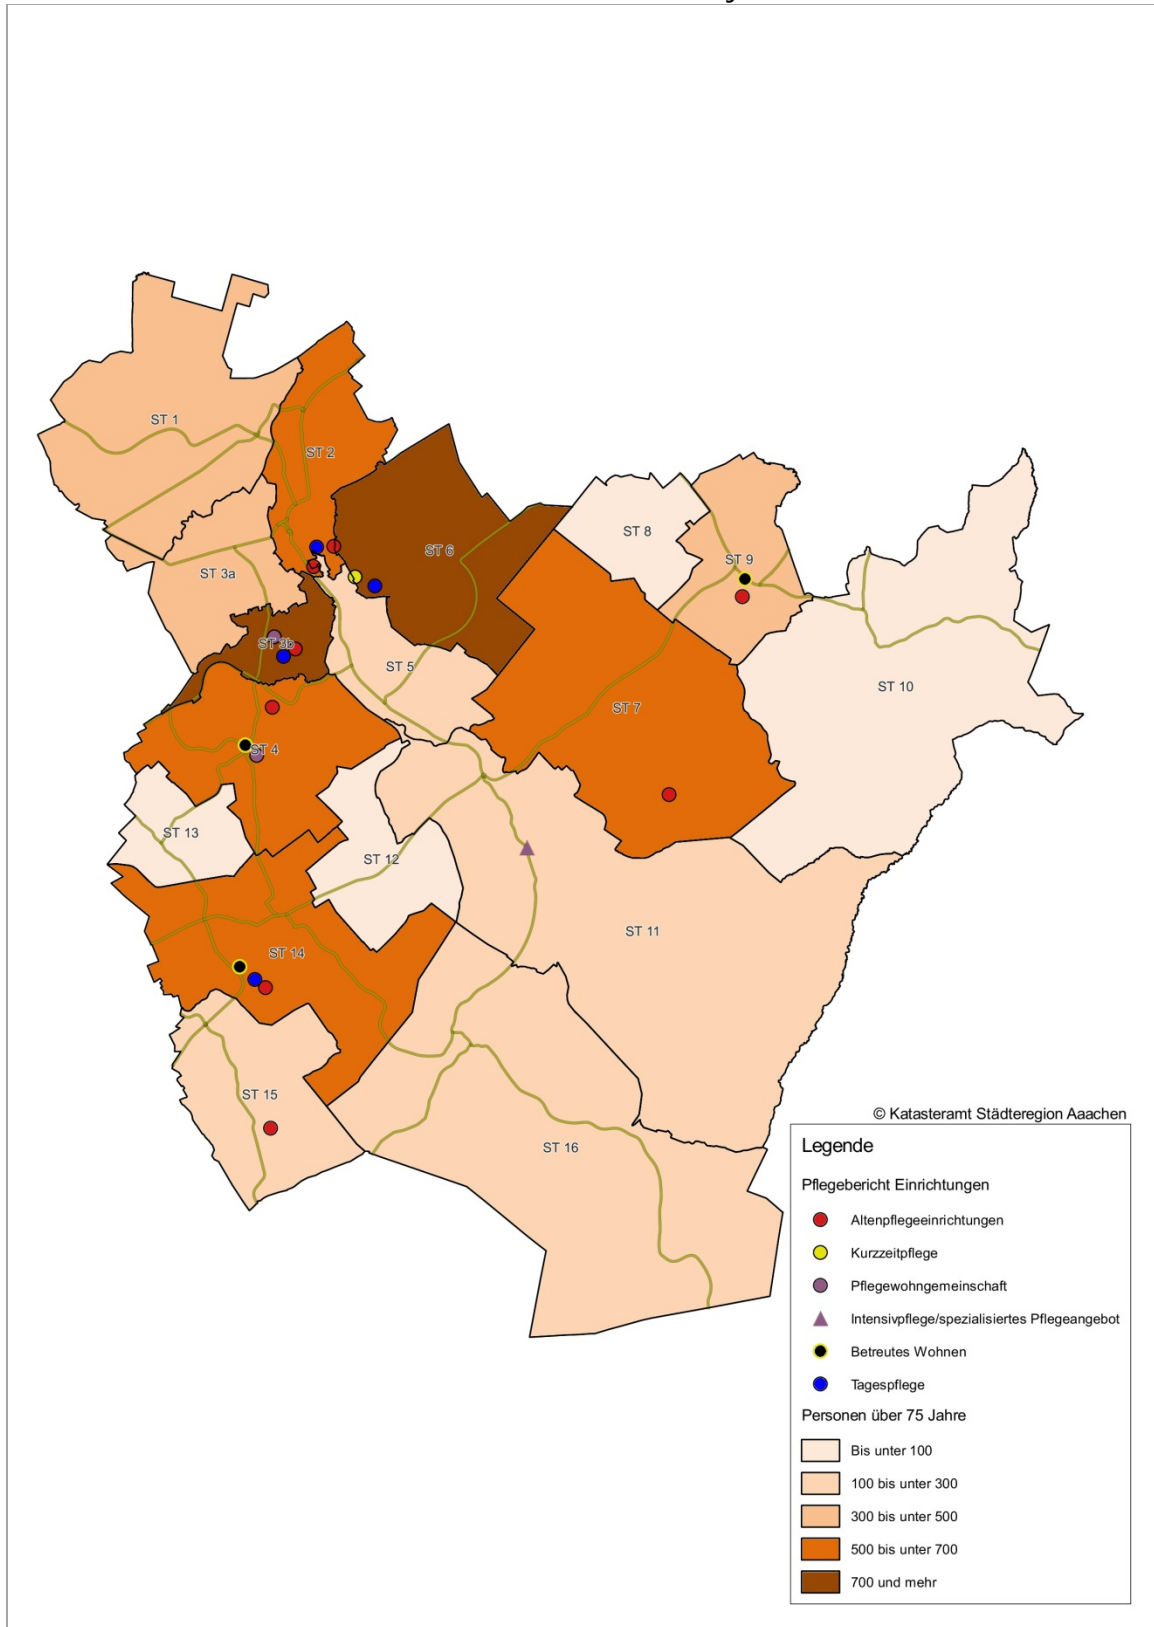 ST 1
ST 2
ST 3a
ST 6
ST 8
ST 9
ST 3b
ST 5
ST 10
ST 7
ST 4
ST 13
ST 12
ST 11
ST 14
ST 15
ST 16
© Katasteramt Städteregion Aaachen
Legende
Pflegebericht Einrichtungen
Altenpflegeeinrichtungen
Kurzzeitpflege
Pflegewohngemeinschaft
Intensivpflege/spezialisiertes Pflegeangebot
Betreutes Wohnen
Tagespflege
Personen über 75 Jahre
Bis unter 100
100 bis unter 300
300 bis unter 500
500 bis unter 700
700 und mehr